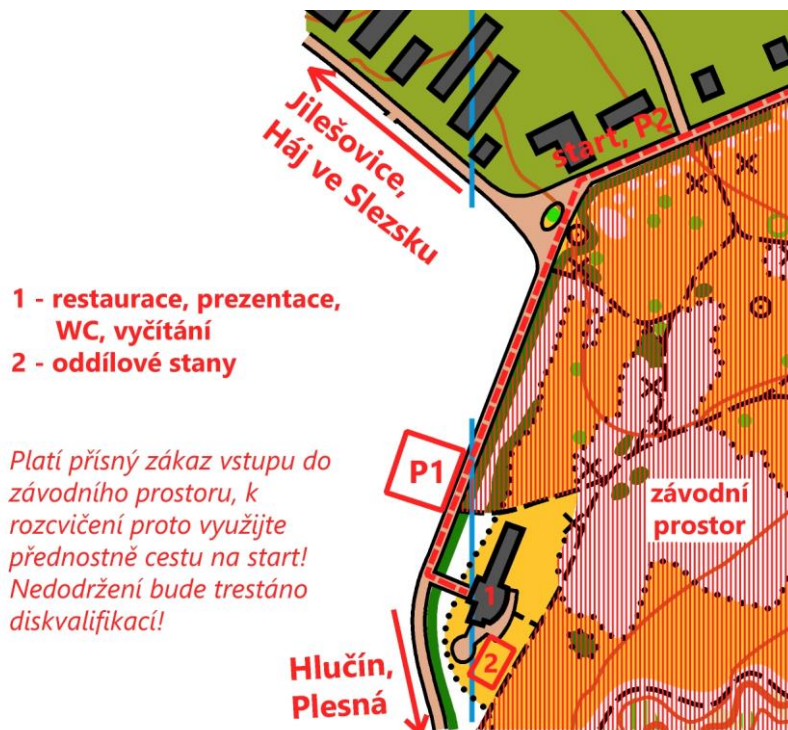 Jilešovice,
Háj ve Slezsku
start, P2
1 - restaurace, prezentace,
WC, vyčítání
2 - oddílové stany
Platí přísný zákaz vstupu do
závodního prostoru, k
rozcvičení proto využijte
přednostně cestu na start!
Nedodržení bude trestáno
diskvalifikací!
P1
závodní
prostor
1
2
Hlučín,
Plesná